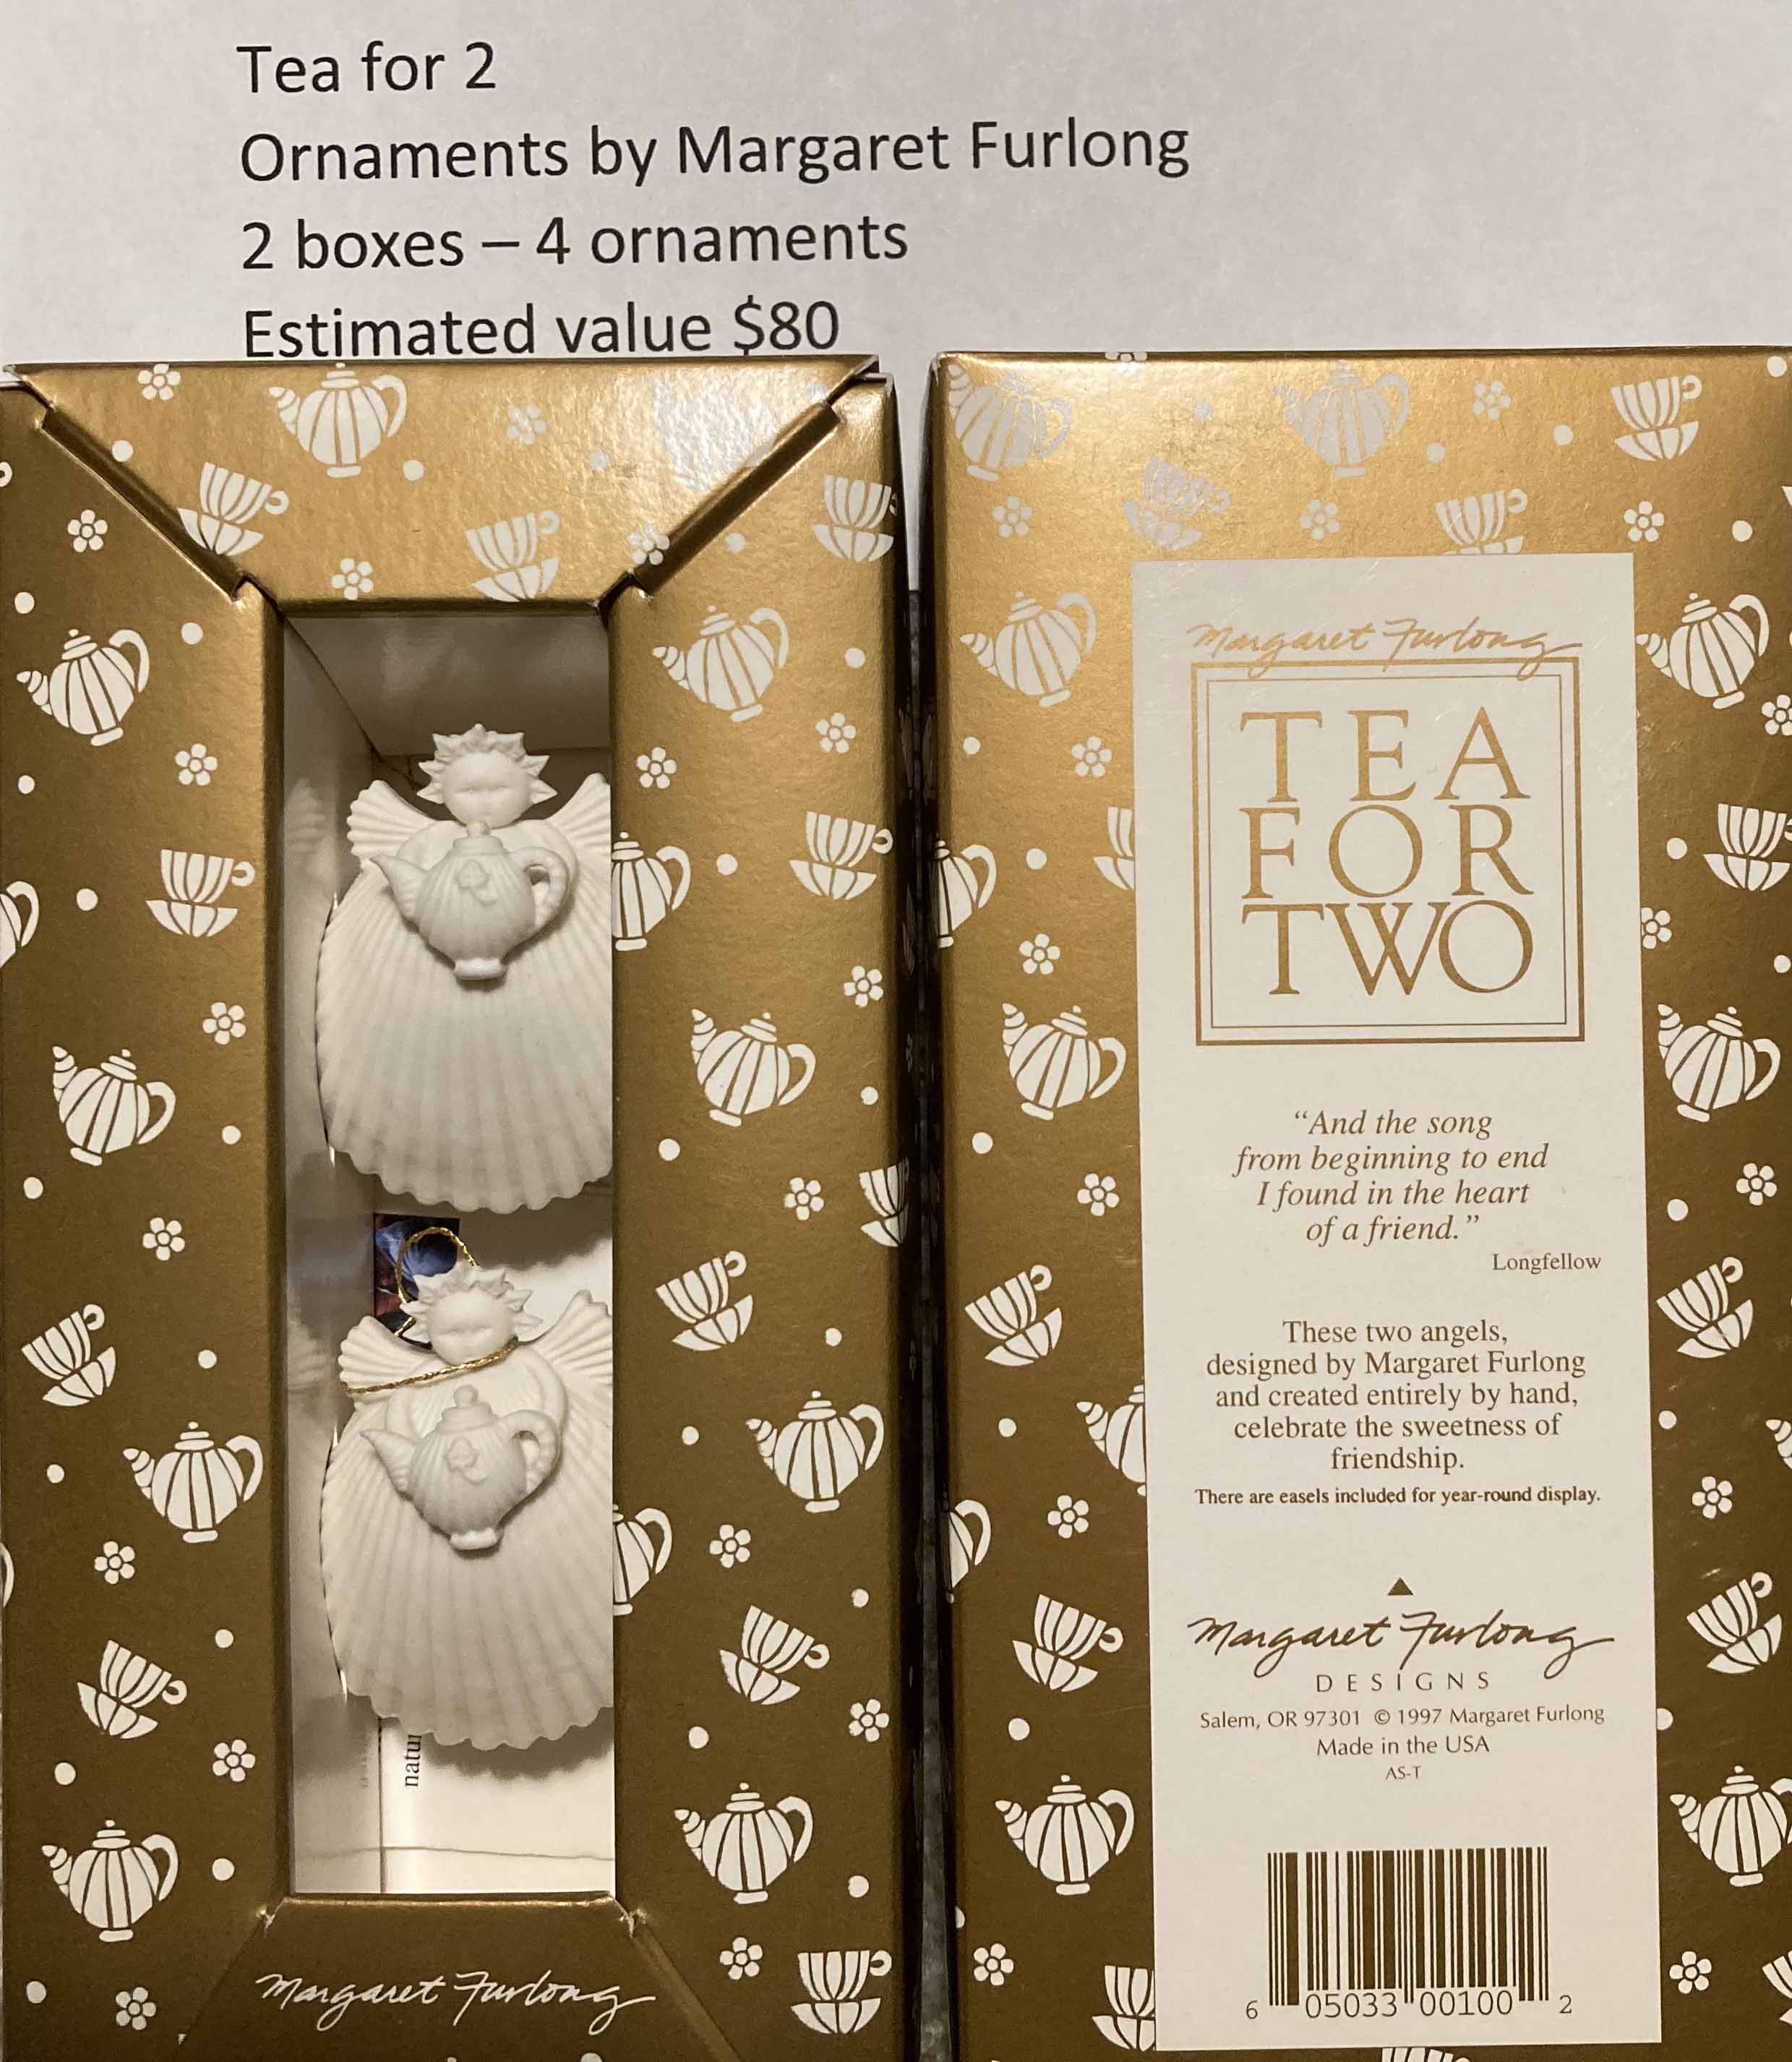 Tea for 2
Ornaments by Margaret Furlong
2 boxes – 4 ornaments
Estimated value $80
Margaret Furlong
TEA
FOR
TWO
“And the song
from beginning to end
I found in the heart
of a friend.”
Longfellow
These two angels,
designed by Margaret Furlong
and created entirely by hand,
celebrate the sweetness of
friendship.
There are easels included for year-round display.
Margaret Furlong
DESIGNS
Salem, OR 97301 © 1997 Margaret Furlong
Made in the USA
AS-T
6 05033 00100 2
natu
Margaret Furlong